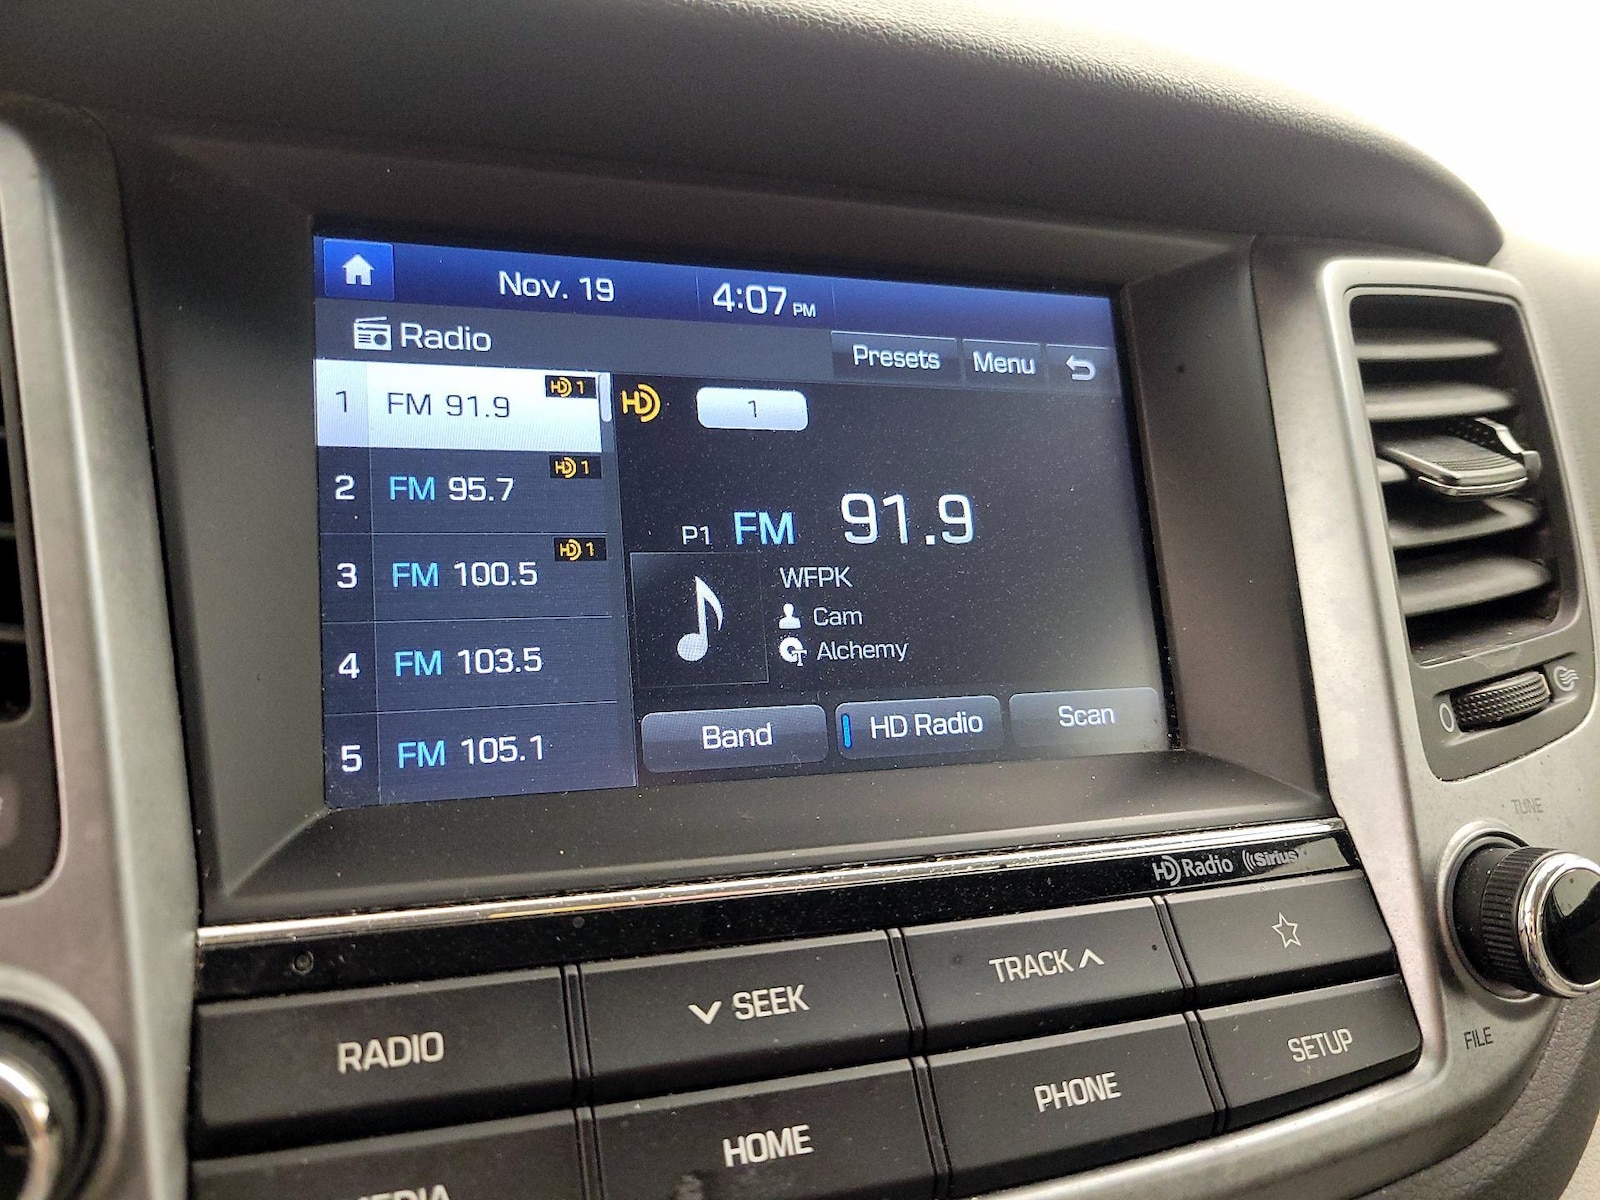 Nov. 19 4:07 PM
Radio
Presets Menu
1 FM 91.9 HD 1
2 FM 95.7 HD 1
3 FM 100.5 HD 1
4 FM 103.5
5 FM 105.1
HD 1
P1 FM 91.9
WFPK
Cam
Alchemy
Band HD Radio Scan
HD Radio ((Sirius
TUNE
FILE
RADIO
SEEK
TRACK
HOME
PHONE
SETUP
MEDIA